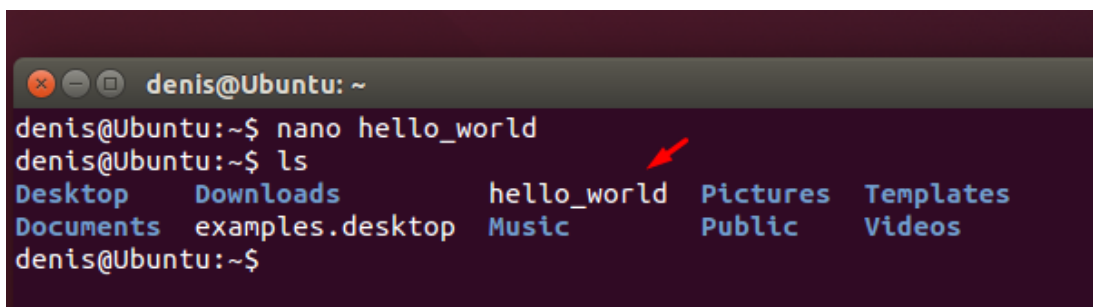 denis@Ubuntu: ~
denis@Ubuntu:~$ nano hello_world
denis@Ubuntu:~$ ls
Desktop    Downloads         hello_world  Pictures  Templates
Documents  examples.desktop  Music        Public    Videos
denis@Ubuntu:~$